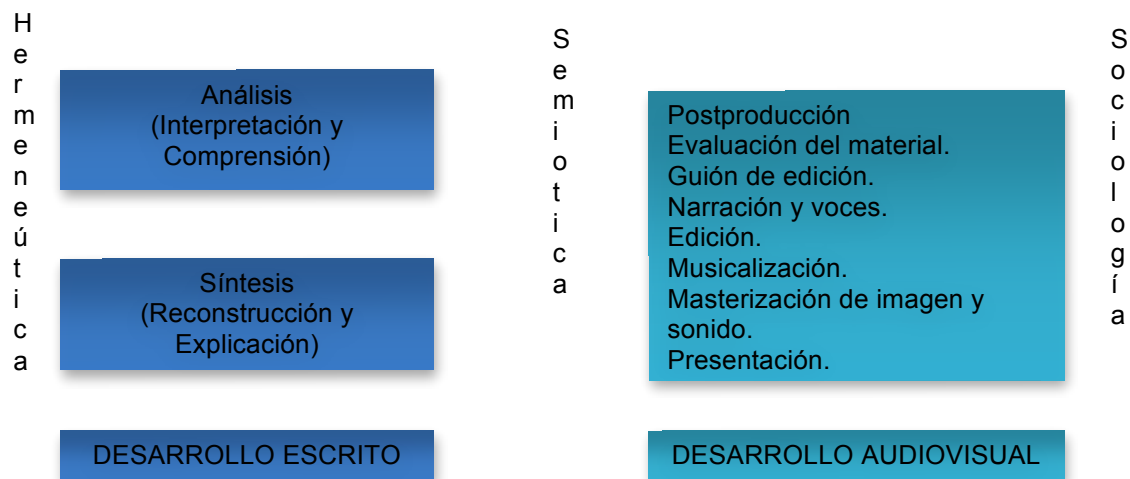 Hermeneútica
Análisis
(Interpretación y
Comprensión)
Síntesis
(Reconstrucción y
Explicación)
DESARROLLO ESCRITO
Semiotica
Postproducción
Evaluación del material.
Guión de edición.
Narración y voces.
Edición.
Musicalización.
Masterización de imagen y
sonido.
Presentación.
DESARROLLO AUDIOVISUAL
Sociología